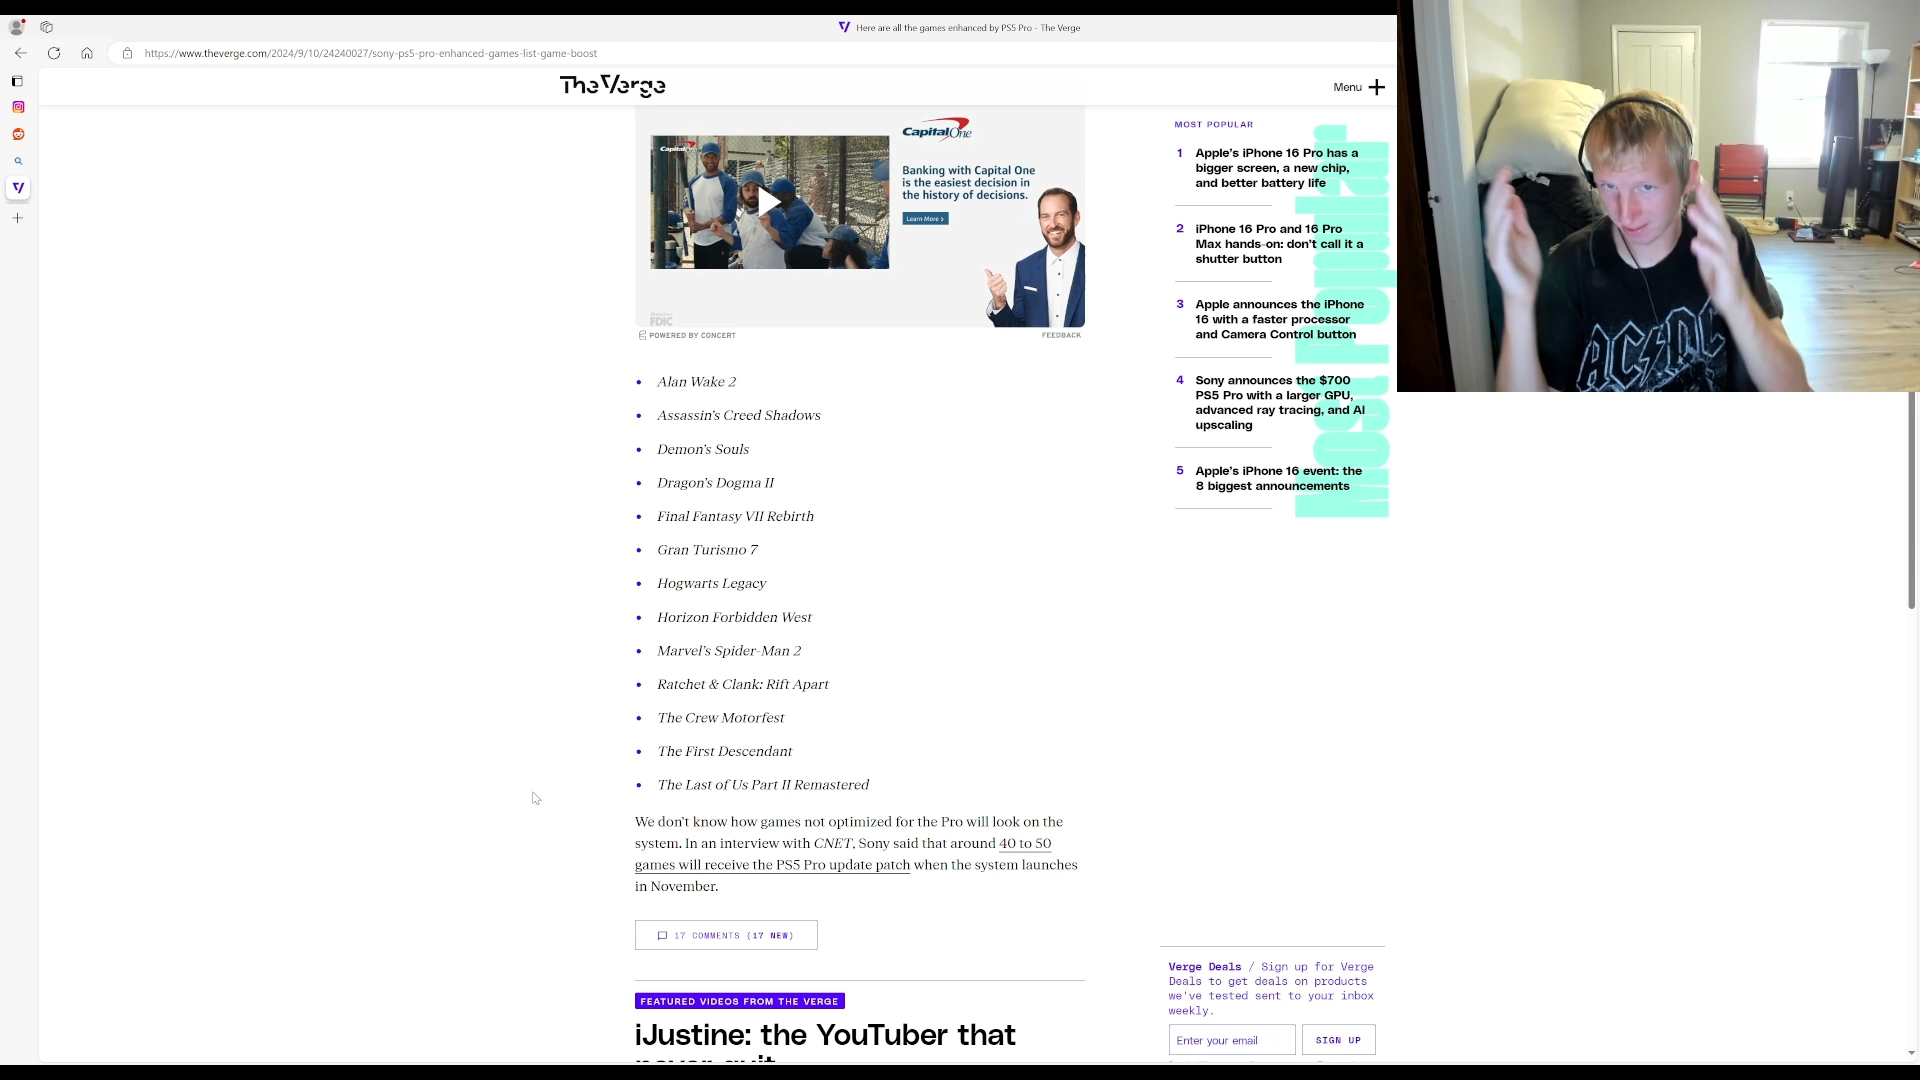 Here are all the games enhanced by PS5 Pro - The Verge
https://www.theverge.com/2024/9/10/24240027/sony-ps5-pro-enhanced-games-list-game-boost
The Verge
Menu
Capital One
Capital One
Banking with Capital One
is the easiest decision in
the history of decisions.
Learn More >
FDIC
POWERED BY CONCERT
FEEDBACK
• Alan Wake 2
• Assassin's Creed Shadows
• Demon's Souls
• Dragon's Dogma II
• Final Fantasy VII Rebirth
• Gran Turismo 7
• Hogwarts Legacy
• Horizon Forbidden West
• Marvel's Spider-Man 2
• Ratchet & Clank: Rift Apart
• The Crew Motorfest
• The First Descendant
• The Last of Us Part II Remastered
We don't know how games not optimized for the Pro will look on the
system. In an interview with CNET, Sony said that around 40 to 50
games will receive the PS5 Pro update patch when the system launches
in November.
17 COMMENTS (17 NEW)
FEATURED VIDEOS FROM THE VERGE
iJustine: the YouTuber that
never quit
MOST POPULAR
1 Apple's iPhone 16 Pro has a
bigger screen, a new chip,
and better battery life
2 iPhone 16 Pro and 16 Pro
Max hands-on: don't call it a
shutter button
3 Apple announces the iPhone
16 with a faster processor
and Camera Control button
4 Sony announces the $700
PS5 Pro with a larger GPU,
advanced ray tracing, and AI
upscaling
5 Apple's iPhone 16 event: the
8 biggest announcements
Most Popular
Verge Deals / Sign up for Verge
Deals to get deals on products
we've tested sent to your inbox
weekly.
Enter your email
SIGN UP
AC/DC